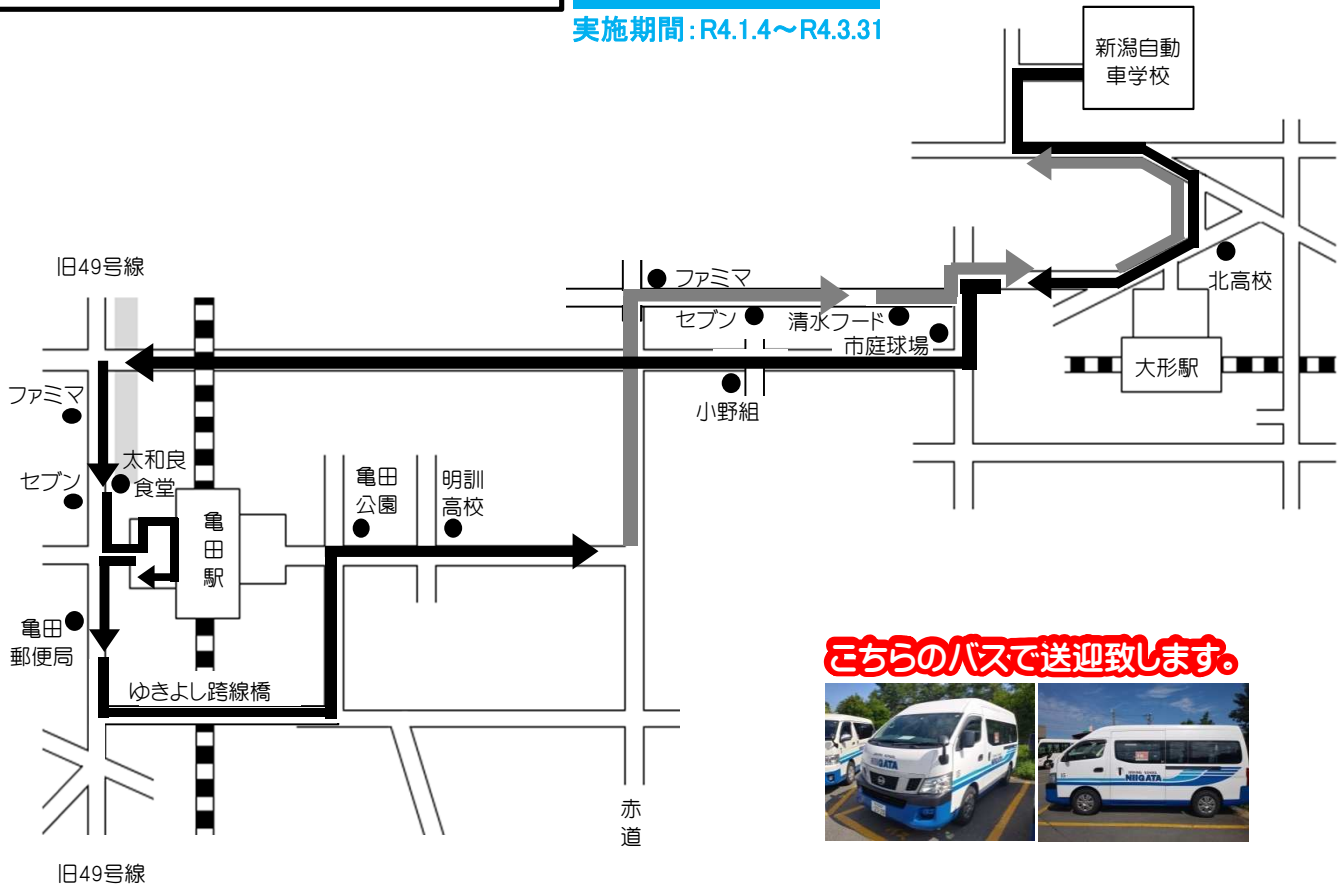 実施期間：R4.1.4～R4.3.31
新潟自動
車学校
旧49号線
ファミマ
北高校
セブン
清水フード
市庭球場
大形駅
ファミマ
小野組
太和良
食堂
セブン
亀田
公園
明訓
高校
亀
田
駅
亀田
郵便局
ゆきよし跨線橋
こちらのバスで送迎致します。
NIIGATA
NIIGATA
赤
道
旧49号線